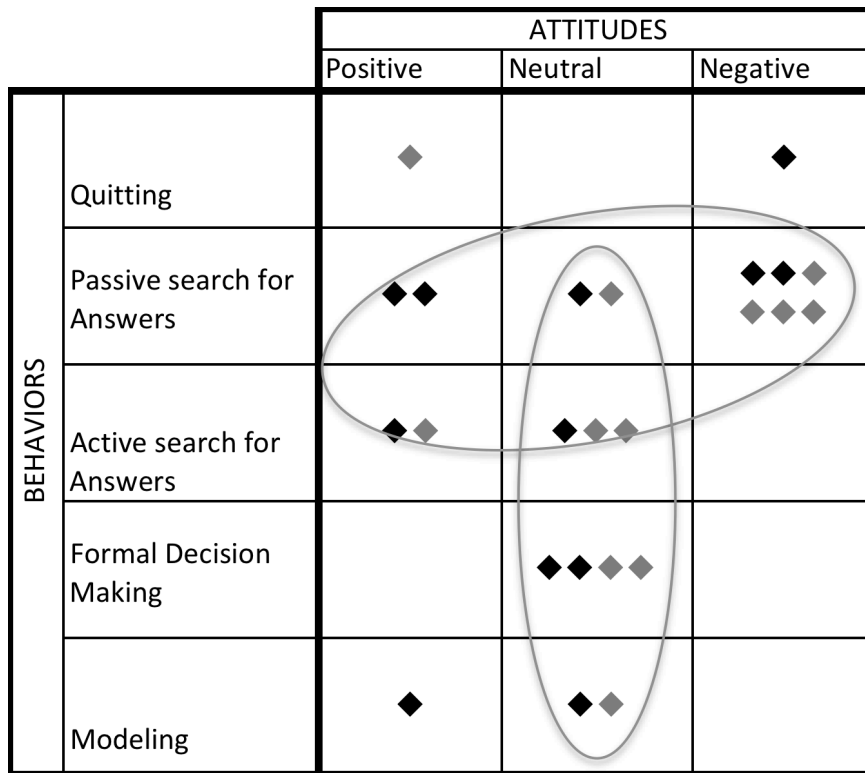 ATTITUDES
Positive
Neutral
Negative
BEHAVIORS
Quitting
Passive search for
Answers
Active search for
Answers
Formal Decision
Making
Modeling